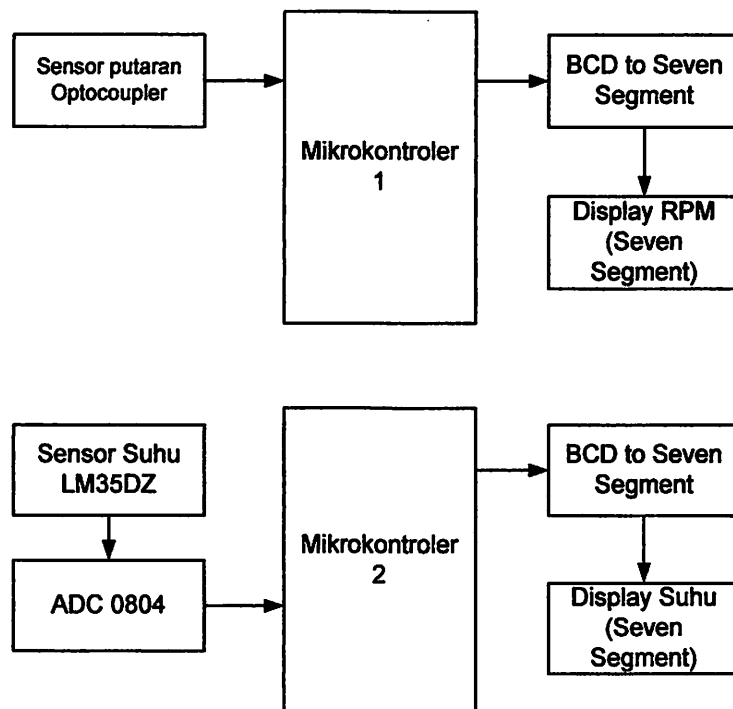 Sensor putaran
Optocoupler
Mikrokontroler
1
BCD to Seven
Segment
Display RPM
(Seven
Segment)
Sensor Suhu
LM35DZ
ADC 0804
Mikrokontroler
2
BCD to Seven
Segment
Display Suhu
(Seven
Segment)